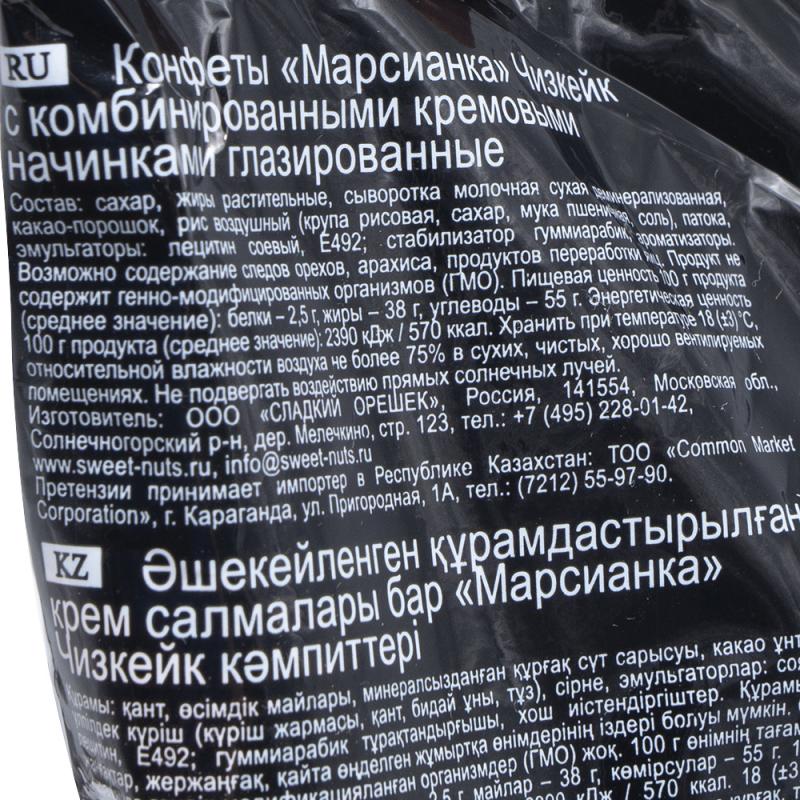 RU Конфеты «Марсианка» Чизкейк
с комбинированными кремовыми
начинками глазированные
Состав: сахар, жиры растительные, сыворотка молочная сухая деминерализованная,
какао-порошок, рис воздушный (крупа рисовая, сахар, мука пшеничная, соль), патока,
эмульгаторы: лецитин соевый, Е492; стабилизатор гуммиарабик, ароматизаторы.
Возможно содержание следов орехов, арахиса, продуктов переработки яиц. Продукт не
содержит генно-модифицированных организмов (ГМО). Пищевая ценность 100 г продукта
(среднее значение): белки – 2,5 г, жиры – 38 г, углеводы – 55 г. Энергетическая ценность
100 г продукта (среднее значение): 2390 кДж / 570 ккал. Хранить при температуре 18 (±3) °С,
относительной влажности воздуха не более 75% в сухих, чистых, хорошо вентилируемых
помещениях. Не подвергать воздействию прямых солнечных лучей.
Изготовитель: ООО «СЛАДКИЙ ОРЕШЕК», Россия, 141554, Московская обл.,
Солнечногорский р-н, дер. Мелечкино, стр. 123, тел.: +7 (495) 228-01-42,
www.sweet-nuts.ru, info@sweet-nuts.ru
Претензии принимает импортер в Республике Казахстан: ТОО «Common Market
Corporation», г. Караганда, ул. Пригородная, 1А, тел.: (7212) 55-97-90.
KZ Әшекейленген құрамдастырылған
крем салмалары бар «Марсианка»
Чизкейк кәмпиттері
Құрамы: қант, өсімдік майлары, минералсызданған құрғақ сүт сарысуы, какао
үлпілдек күріш (күріш жармасы, қант, бидай ұны, тұз), сірне, эмульгаторлар:
лецитин, Е492; гуммиарабик тұрақтандырғышы, хош иістендіргіштер.
жержаңғақ, қайта өңделген жұмыртқа өнімдерінің іздері болуы мүмкін.
организмдер (ГМО) жоқ. 100 г өнімнің
майлар – 38 г, көмірсулар – 55 г.
кДж / 570 ккал. 18